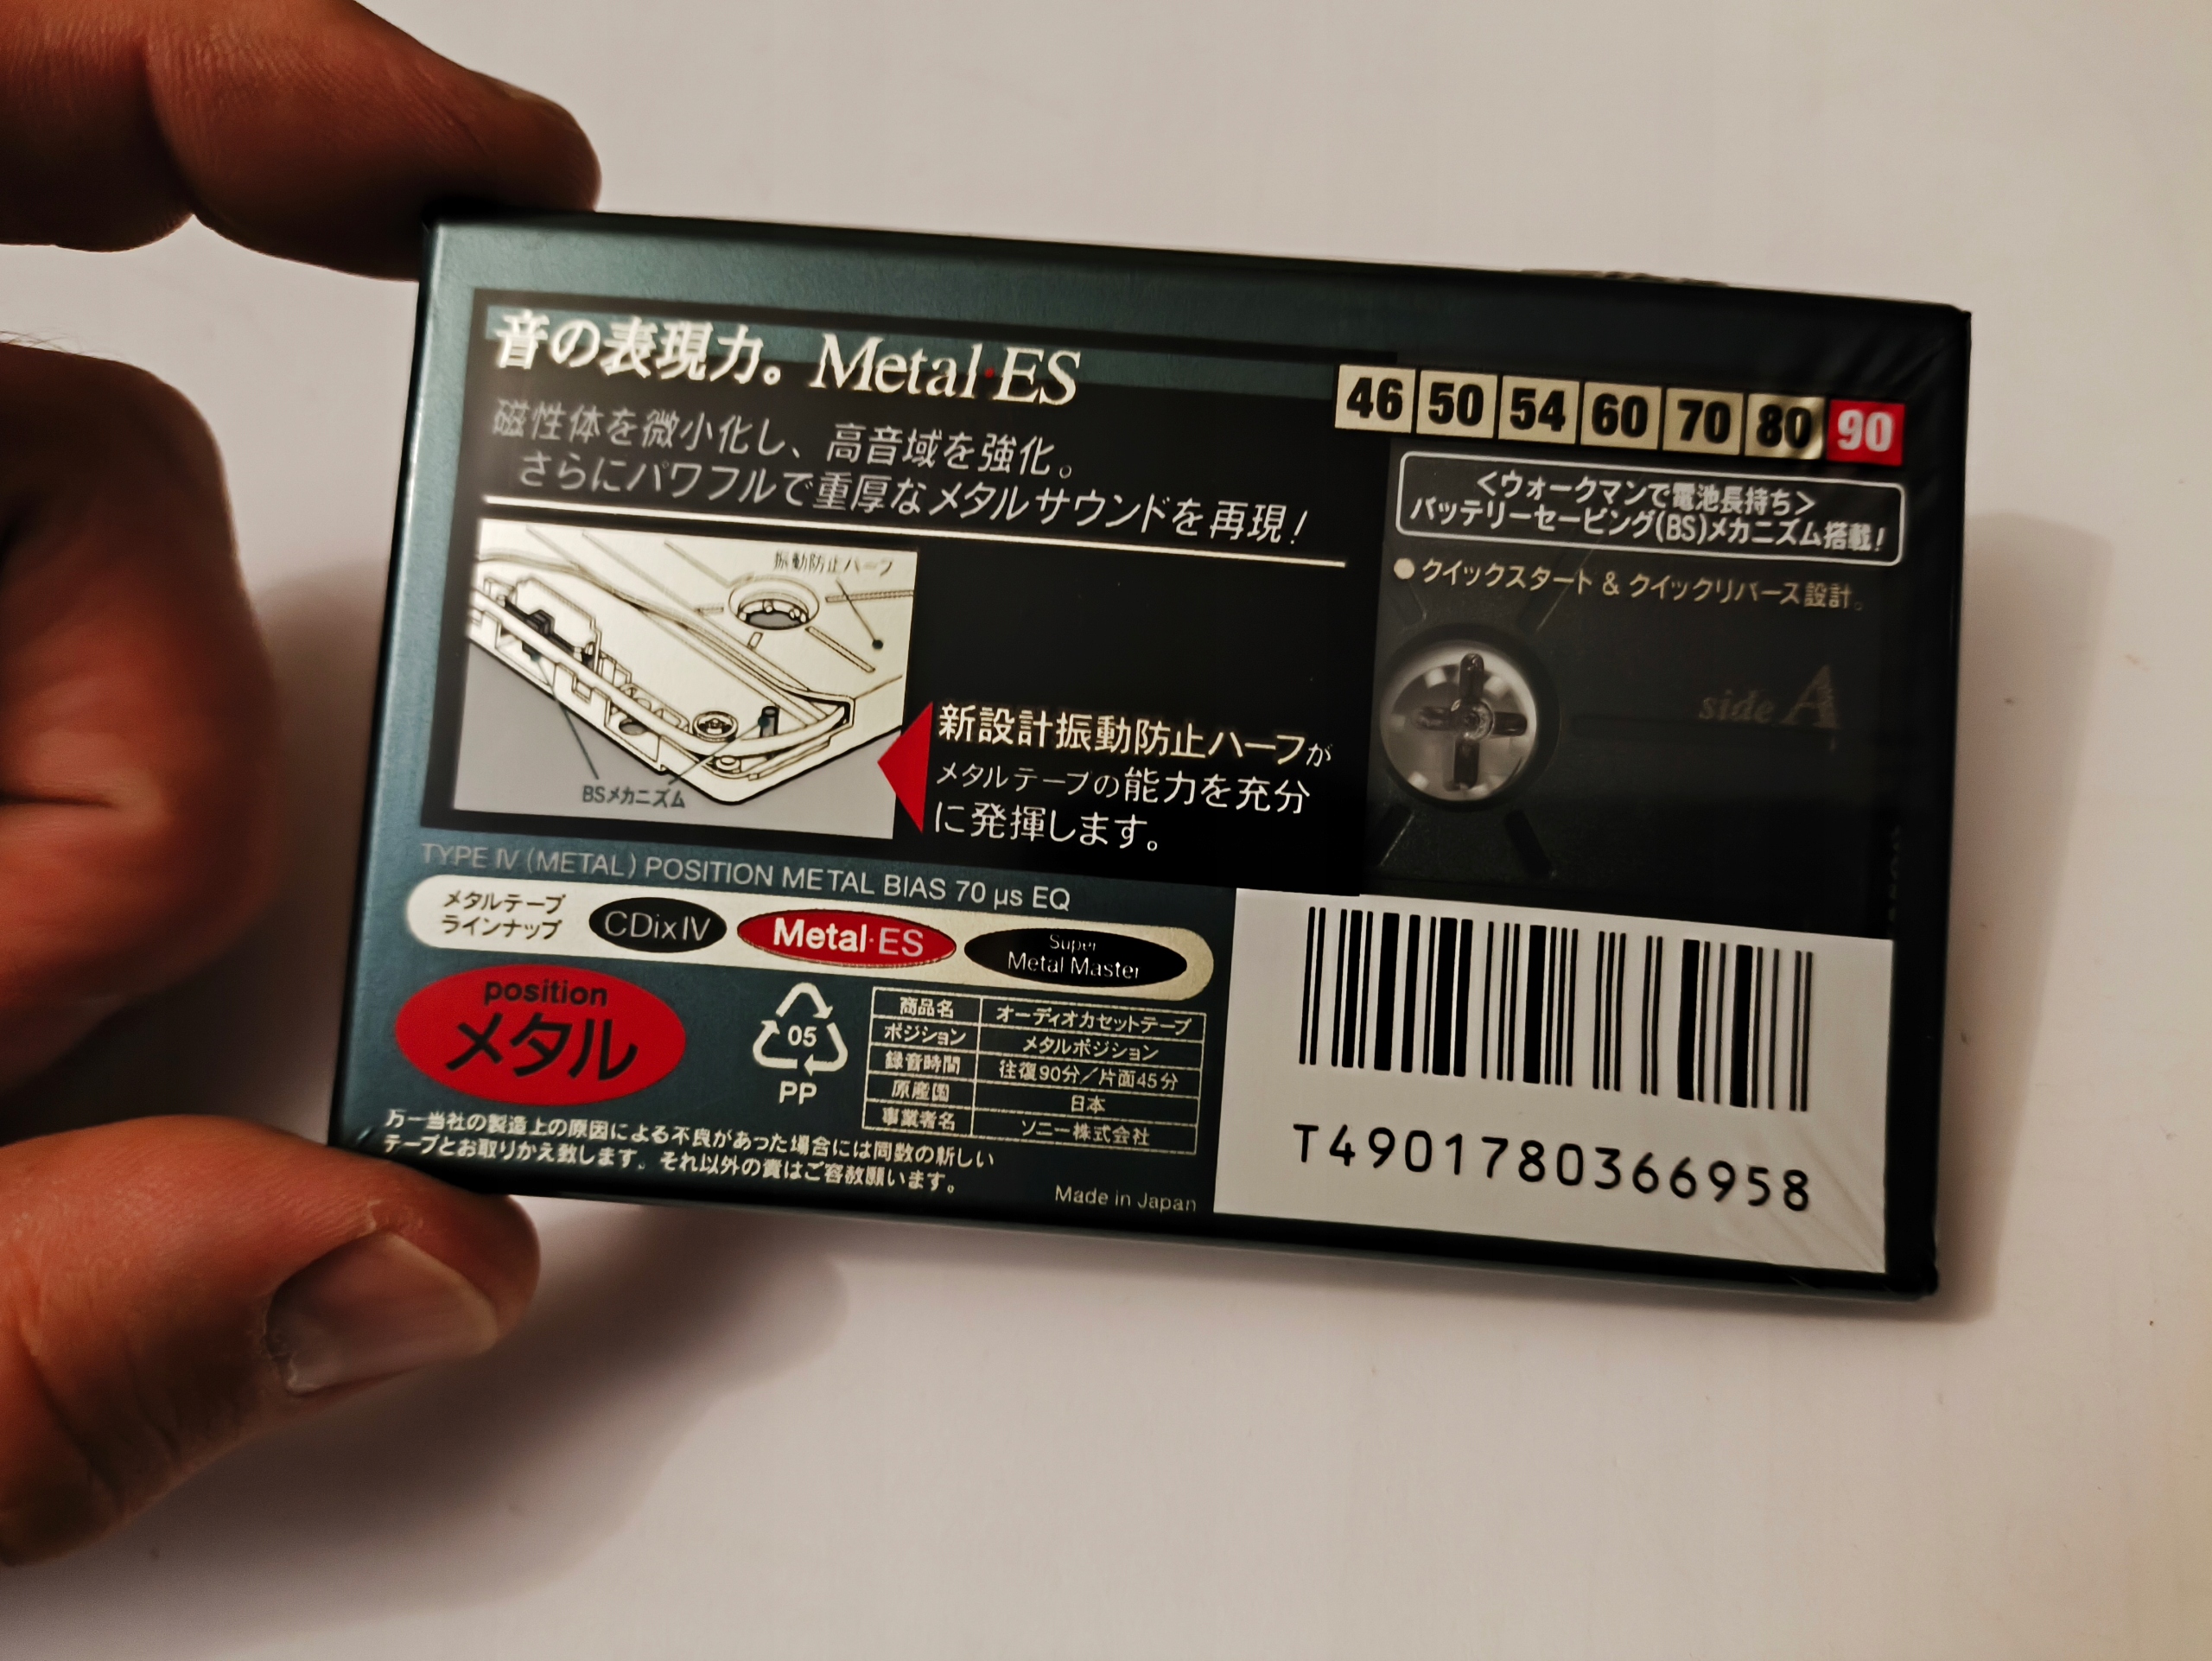 音の表現力。Metal·ES
磁性体を微小化し、高音域を強化。
さらにパワフルで重厚なメタルサウンドを再現！
46 50 54 60 70 80 90
<ウォークマンで電池長持ち>
バッテリーセービング(BS)メカニズム搭載！
●クイックスタート & クイックリバース設計。
side A
振動防止ハーフ
BSメカニズム
新設計振動防止ハーフが
メタルテープの能力を充分
に発揮します。
TYPE IV (METAL) POSITION METAL BIAS 70 μs EQ
メタルテープ
ラインナップ
CDixIV
Metal·ES
Super
Metal Master
position
メタル
05
PP
商品名 オーディオカセットテープ
ポジション メタルポジション
録音時間 往復90分／片面45分
原産国 日本
事業者名 ソニー株式会社
万一当社の製造上の原因による不良があった場合には同数の新しい
テープとお取りかえ致します。それ以外の責はご容赦願います。
Made in Japan
T4901780366958